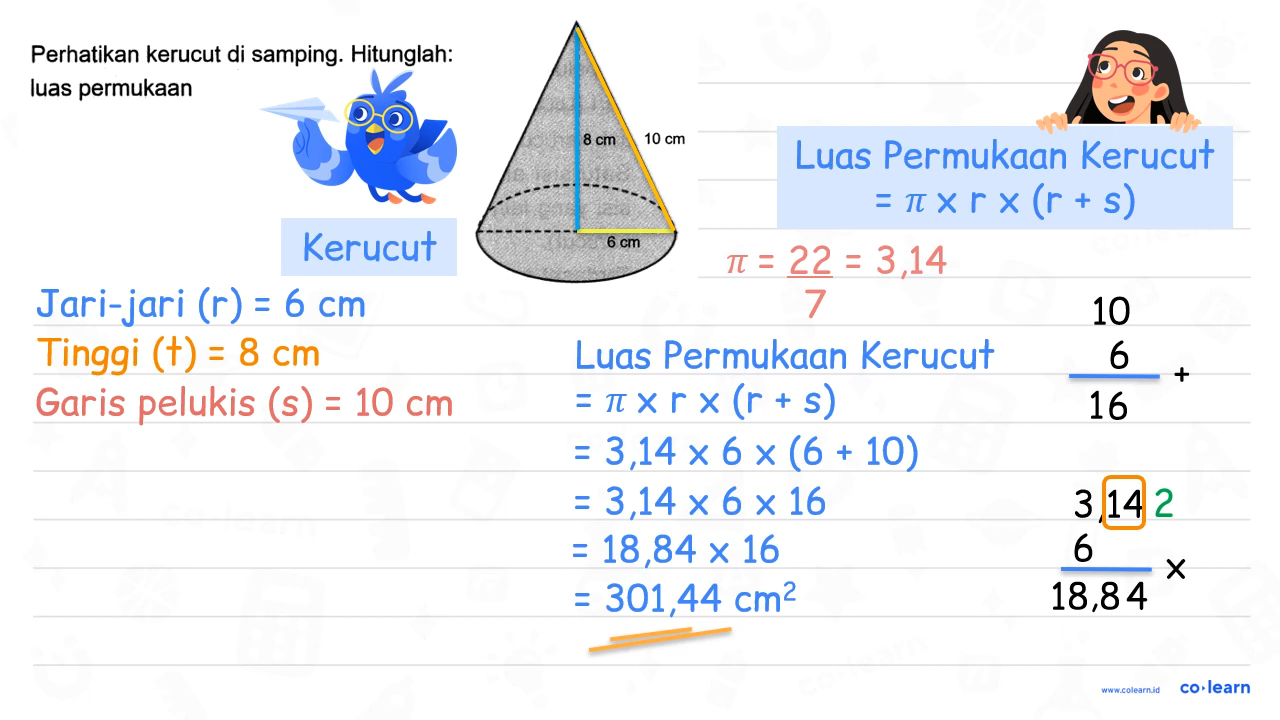 Perhatikan kerucut di samping. Hitunglah:
luas permukaan
8 cm
10 cm
6 cm
Luas Permukaan Kerucut
= π x r x (r + s)
Kerucut
π = 22/7 = 3,14
Jari-jari (r) = 6 cm
Tinggi (t) = 8 cm
Garis pelukis (s) = 10 cm
Luas Permukaan Kerucut
= π x r x (r + s)
= 3,14 x 6 x (6 + 10)
= 3,14 x 6 x 16
= 18,84 x 16
= 301,44 cm²
10
6
+
16
3,14 2
6
x
18,84
www.colearn.id
co·learn